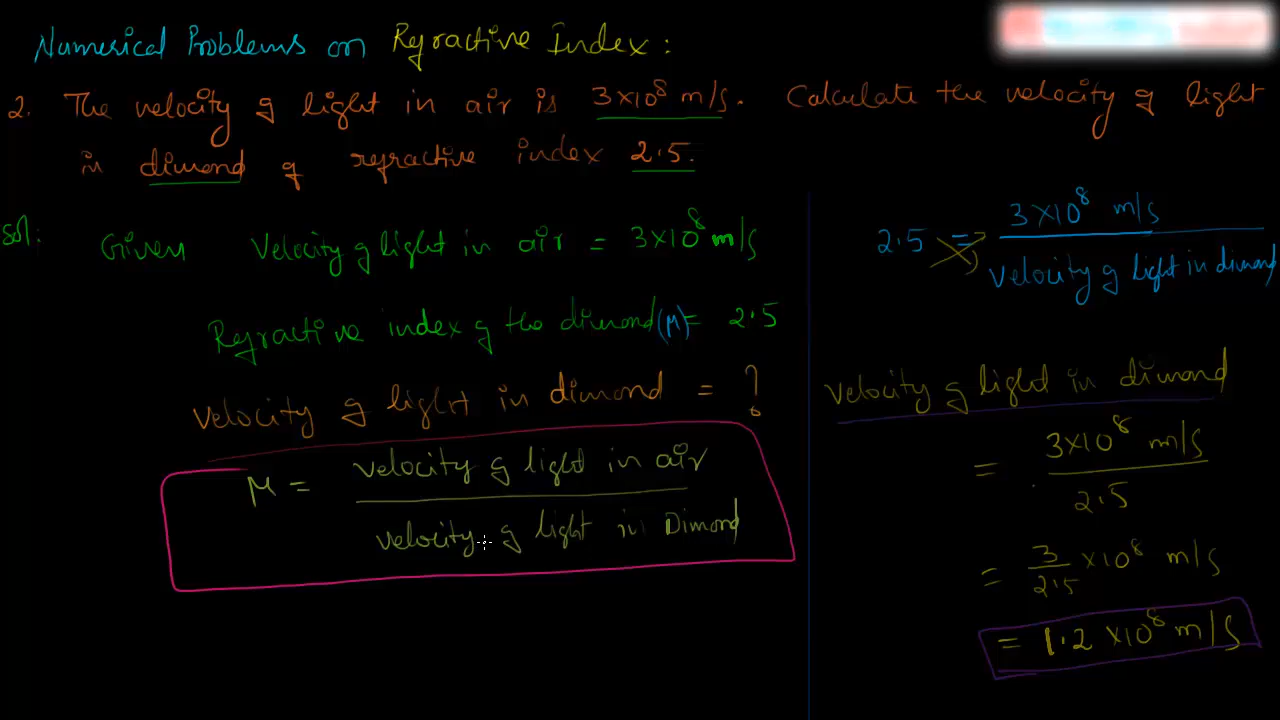 Numerical Problems on Refractive Index :
2. The velocity of light in air is 3×10⁸ m/s. Calculate the velocity of light
in dimond of refractive index 2.5.
Sol:
Given Velocity of light in air = 3×10⁸ m/s
Refractive index of the dimond (μ) = 2.5
Velocity of light in dimond = ?
μ = velocity of light in air
velocity of light in Dimond
2.5 = 3×10⁸ m/s
Velocity of light in dimond
Velocity of light in dimond
= 3×10⁸ m/s
2.5
= 3/2.5 ×10⁸ m/s
= 1.2 ×10⁸ m/s